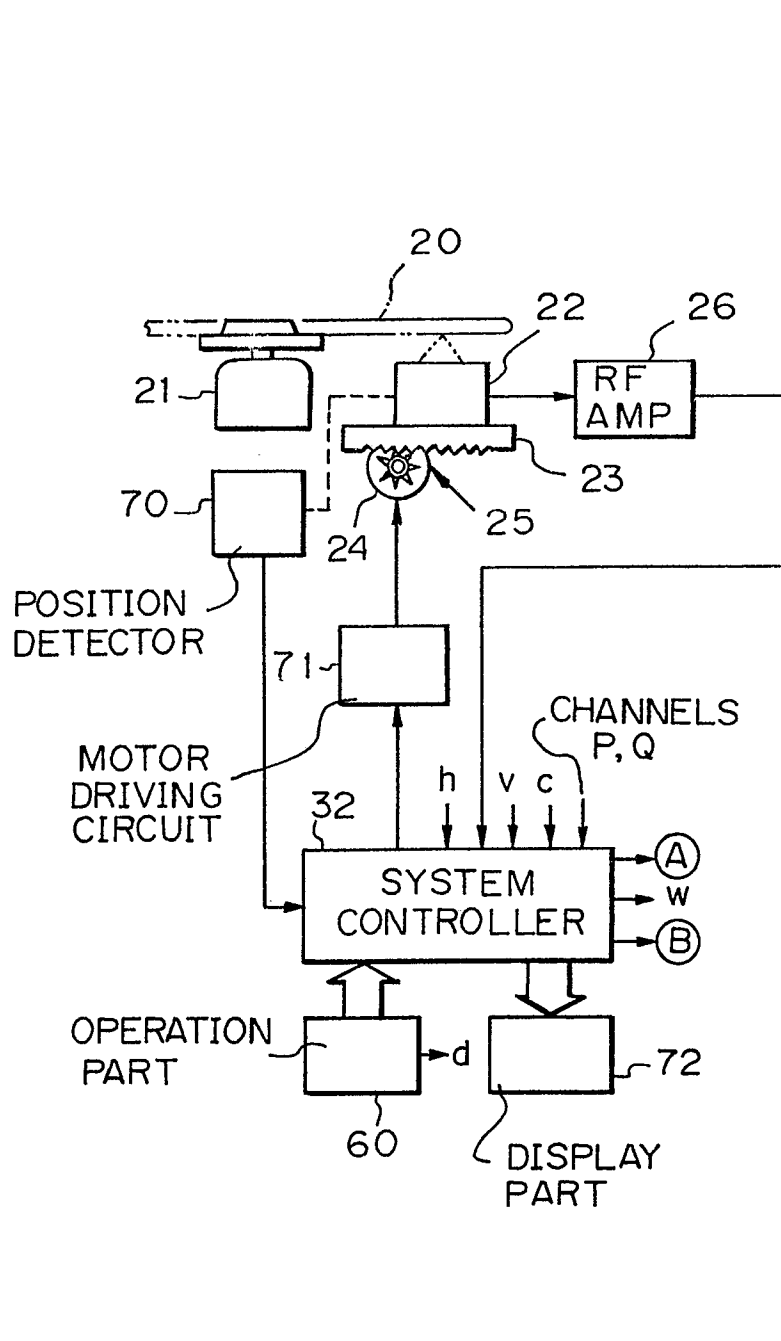 20
22
26
21
RF
AMP
23
70
24
25
POSITION
DETECTOR
71
CHANNELS
P, Q
MOTOR
DRIVING
CIRCUIT
h
v
c
32
SYSTEM
CONTROLLER
A
w
B
OPERATION
PART
d
72
60
DISPLAY
PART